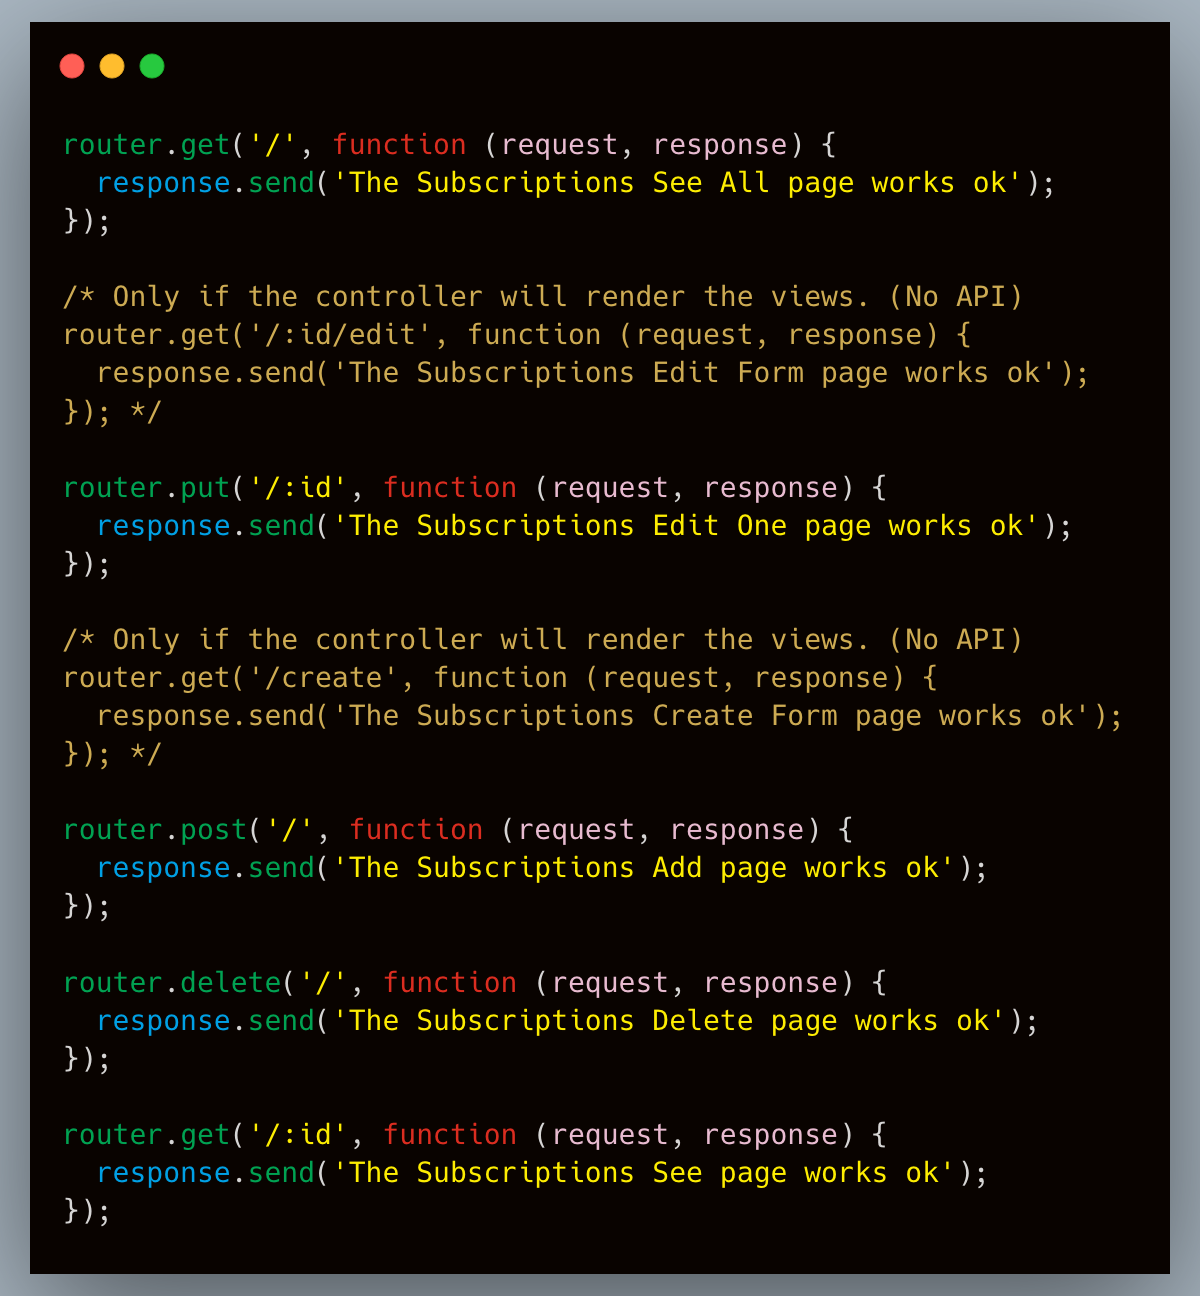 router.get('/', function (request, response) {
  response.send('The Subscriptions See All page works ok');
});

/* Only if the controller will render the views. (No API)
router.get('/:id/edit', function (request, response) {
  response.send('The Subscriptions Edit Form page works ok');
}); */

router.put('/:id', function (request, response) {
  response.send('The Subscriptions Edit One page works ok');
});

/* Only if the controller will render the views. (No API)
router.get('/create', function (request, response) {
  response.send('The Subscriptions Create Form page works ok');
}); */

router.post('/', function (request, response) {
  response.send('The Subscriptions Add page works ok');
});

router.delete('/', function (request, response) {
  response.send('The Subscriptions Delete page works ok');
});

router.get('/:id', function (request, response) {
  response.send('The Subscriptions See page works ok');
});